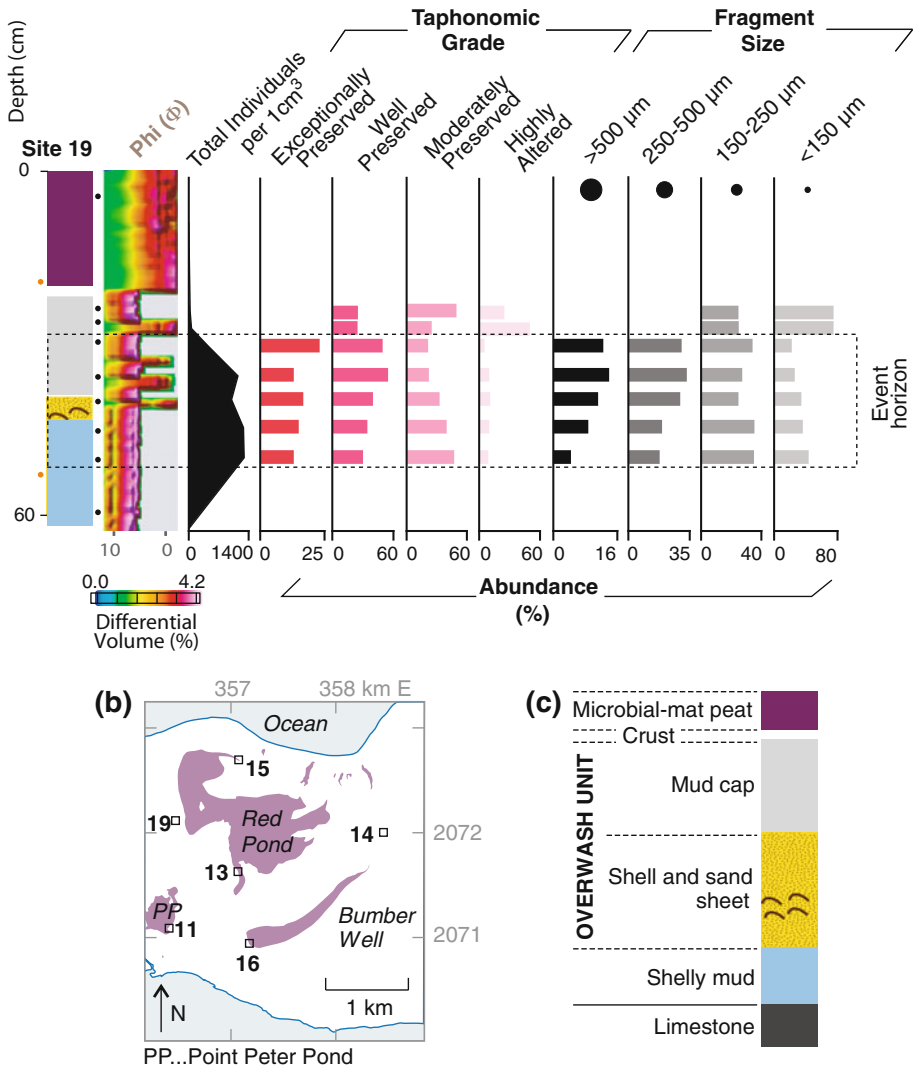 Taphonomic
Grade
Fragment
Size
Depth (cm)
Site 19
Phi (Φ)
Total Individuals
per 1cm³
Exceptionally
Preserved
Well
Preserved
Moderately
Preserved
Highly
Altered
>500 µm
250-500 µm
150-250 µm
<150 µm
0
60
Event
horizon
10 0
0 1400 0 25 0 60 0 60 0 60 0 16 0 35 0 40 0 80
Abundance
(%)
0.0 4.2
Differential
Volume (%)
(b)
357 358 km E
Ocean
15
19
Red
Pond
14
2072
13
PP
11
Bumber
Well
2071
16
1 km
N
PP...Point Peter Pond
(c)
Microbial-mat peat
Crust
OVERWASH UNIT
Mud cap
Shell and sand
sheet
Shelly mud
Limestone